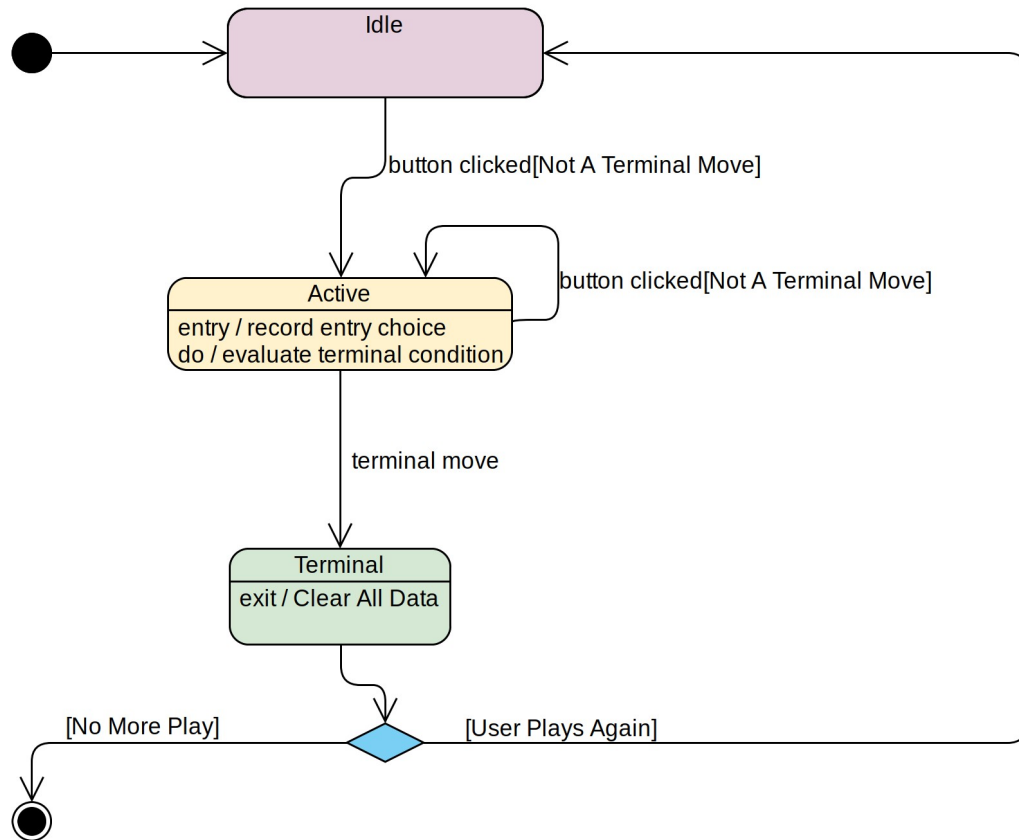 Idle
button clicked[Not A Terminal Move]
button clicked[Not A Terminal Move]
Active
entry / record entry choice
do / evaluate terminal condition
terminal move
Terminal
exit / Clear All Data
[No More Play]
[User Plays Again]